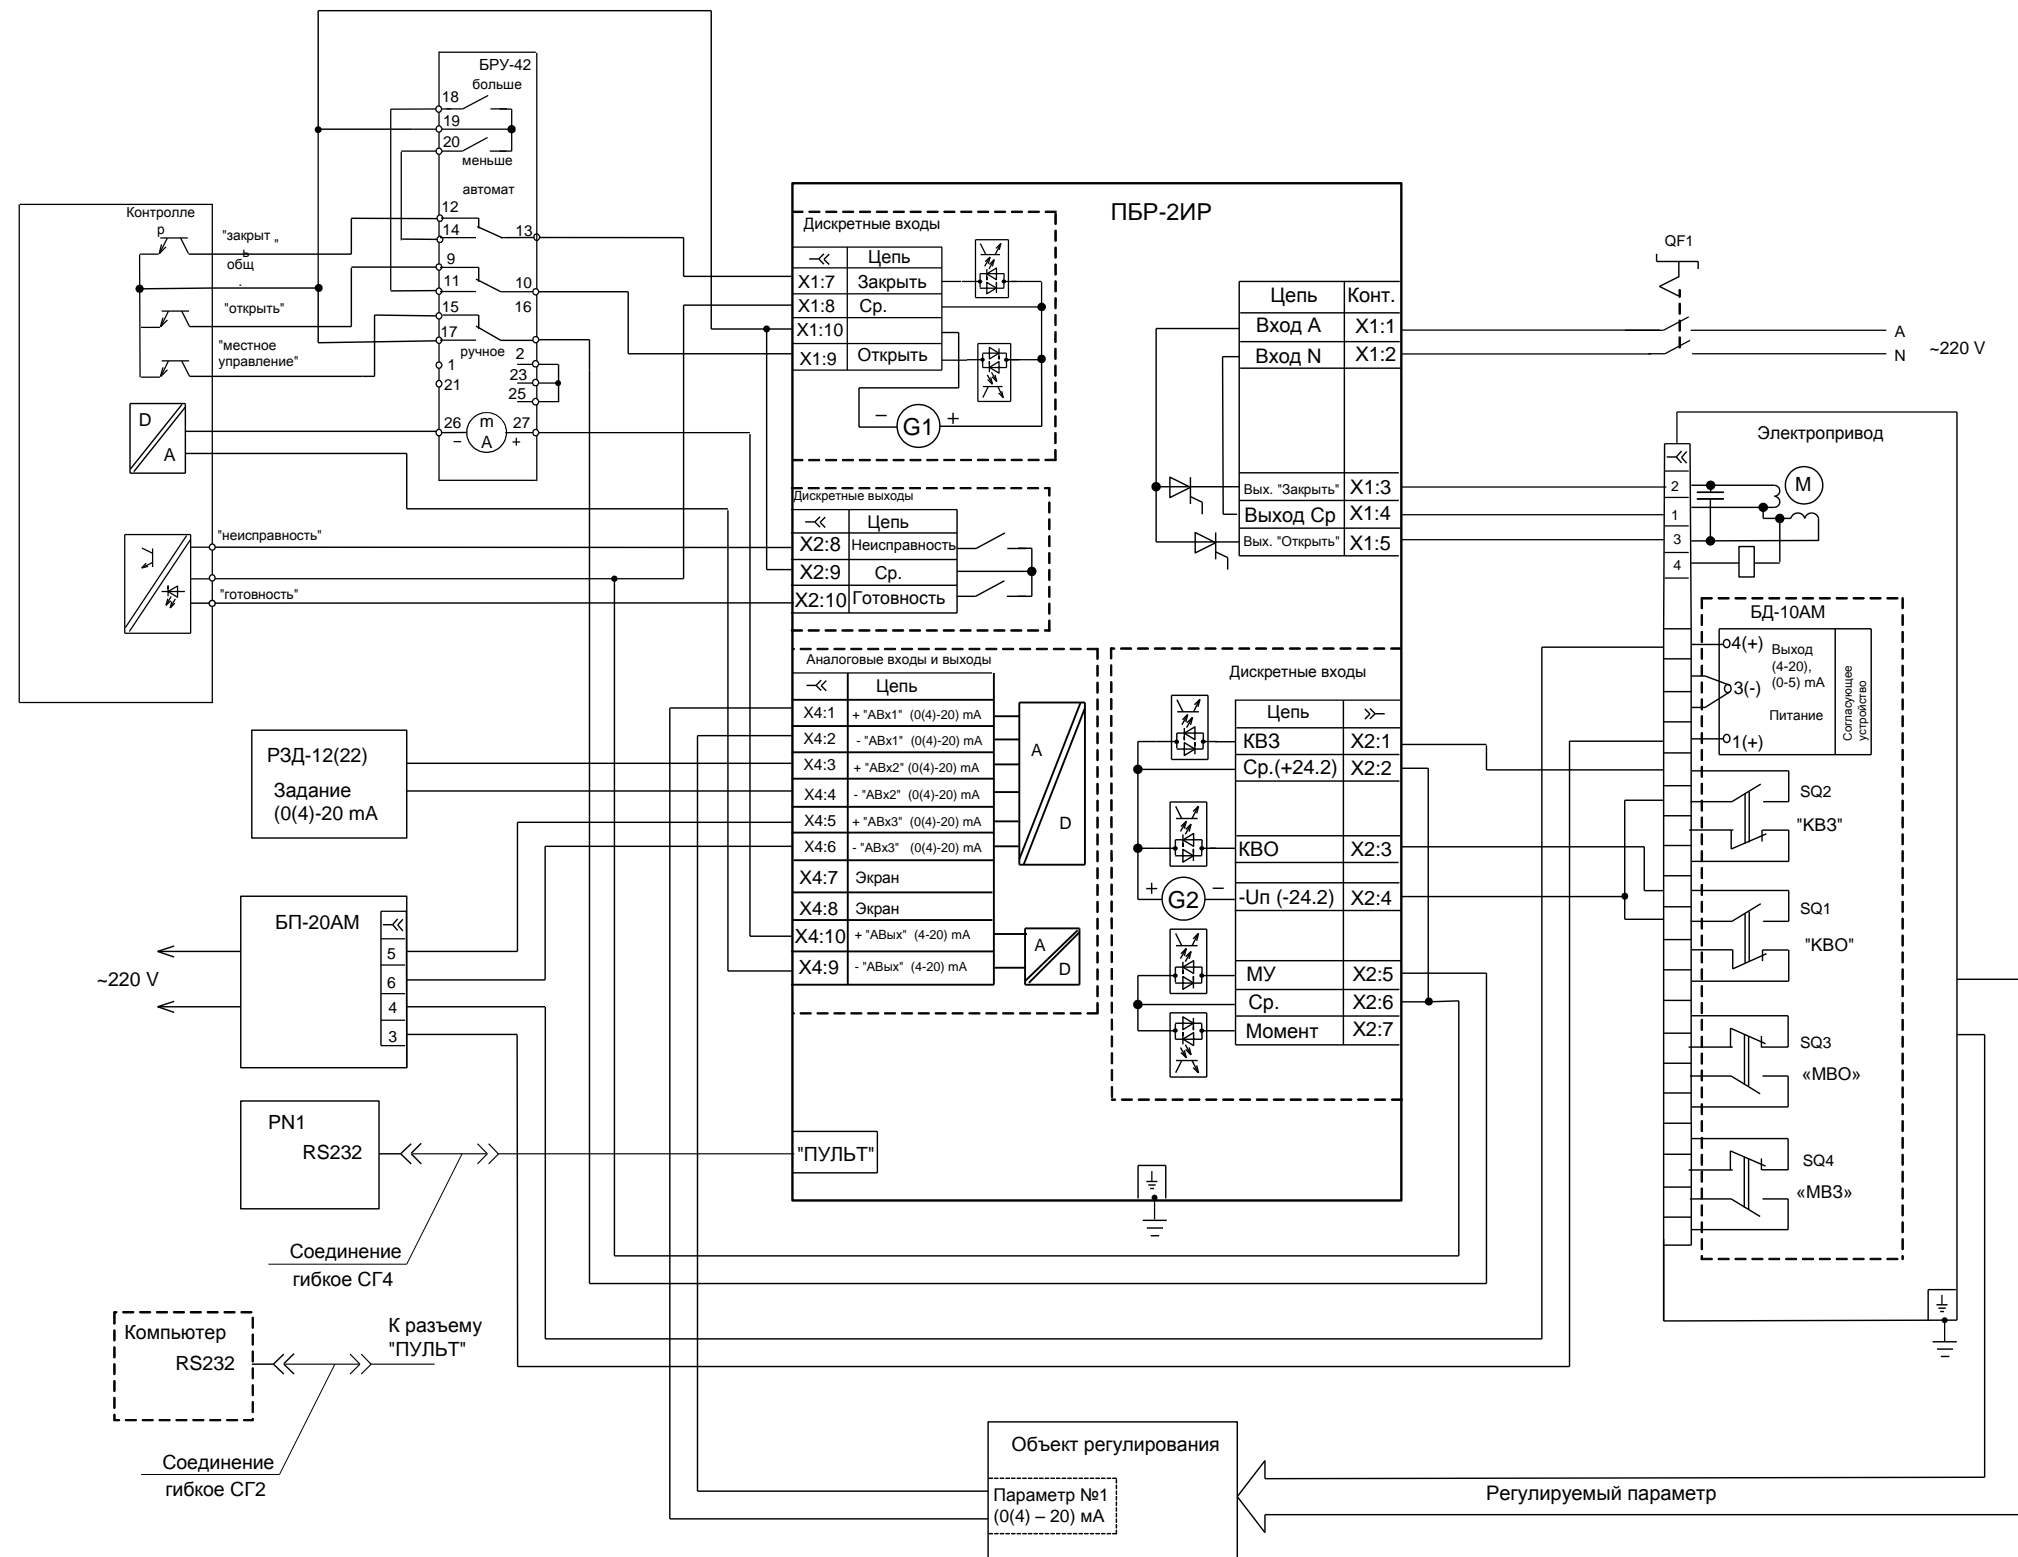 БРУ-42
больше
18
19
20
меньше
автомат
12
14
13
9
11
10
15
16
17
ручное
2
1
23
21
25
26
m
A
27
–
+
Контролле
р
"закрыт "
ь
общ
.
"открыть"
"местное
управление"
D
A
"неисправность"
"готовность"
ПБР-2ИР
Дискретные входы
Цепь
X1:7 Закрыть
X1:8 Ср.
X1:10
X1:9 Открыть
– G1 +
Дискретные выходы
Цепь
X2:8 Неисправность
X2:9 Ср.
X2:10 Готовность
Аналоговые входы и выходы
Цепь
X4:1 + "АВх1" (0(4)-20) mA
X4:2 - "АВх1" (0(4)-20) mA
X4:3 + "АВх2" (0(4)-20) mA
X4:4 - "АВх2" (0(4)-20) mA
X4:5 + "АВх3" (0(4)-20) mA
X4:6 - "АВх3" (0(4)-20) mA
X4:7 Экран
X4:8 Экран
X4:10 + "АВых" (4-20) mA
X4:9 - "АВых" (4-20) mA
A
D
A
D
"ПУЛЬТ"
Цепь Конт.
Вход А X1:1
Вход N X1:2
Вых. "Закрыть" X1:3
Выход Ср X1:4
Вых. "Открыть" X1:5
Дискретные входы
Цепь
КВЗ X2:1
Ср.(+24.2) X2:2
КВО X2:3
+ G2 –
-Uп (-24.2) X2:4
МУ X2:5
Ср. X2:6
Момент X2:7
QF1
A
N
~220 V
Электропривод
2
1
3
4
M
БД-10АМ
4(+)
Выход
(4-20),
(0-5) mA
3(-)
Питание
1(+)
Согласующее
устройство
SQ2
"КВЗ"
SQ1
"КВО"
SQ3
«МВО»
SQ4
«МВЗ»
РЗД-12(22)
Задание
(0(4)-20 mA
БП-20АМ
5
6
4
3
~220 V
PN1
RS232
Соединение
гибкое СГ4
Компьютер
RS232
К разъему
"ПУЛЬТ"
Соединение
гибкое СГ2
Объект регулирования
Параметр №1
(0(4) – 20) мА
Регулируемый параметр